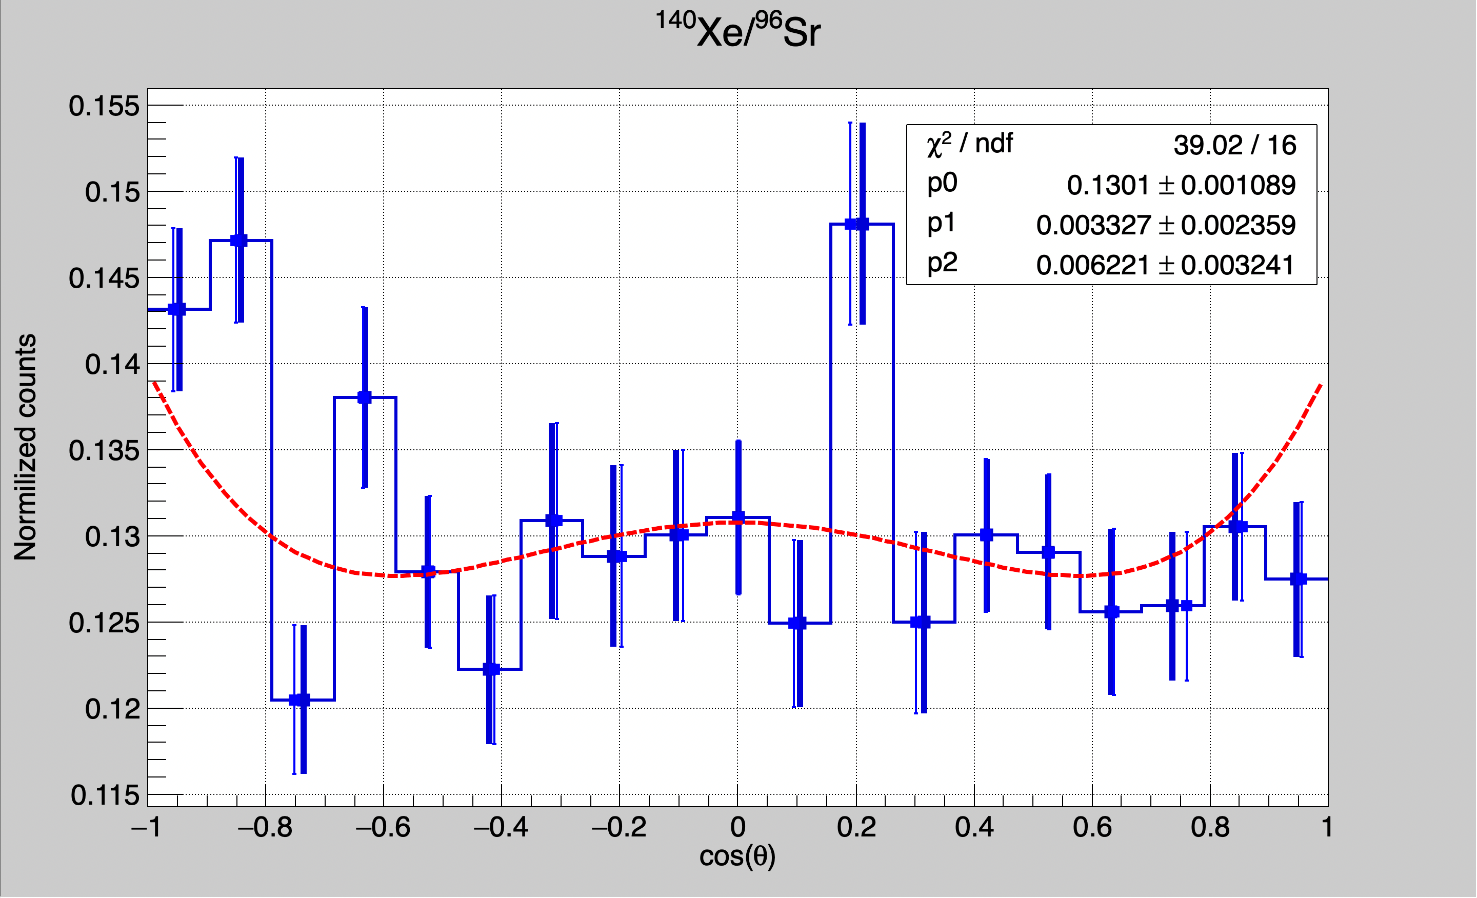 ¹⁴⁰Xe/⁹⁶Sr
χ² / ndf 39.02 / 16
p0 0.1301 ± 0.001089
p1 0.003327 ± 0.002359
p2 0.006221 ± 0.003241
Normilized counts
0.155
0.15
0.145
0.14
0.135
0.13
0.125
0.12
0.115
−1 −0.8 −0.6 −0.4 −0.2 0 0.2 0.4 0.6 0.8 1
cos(θ)